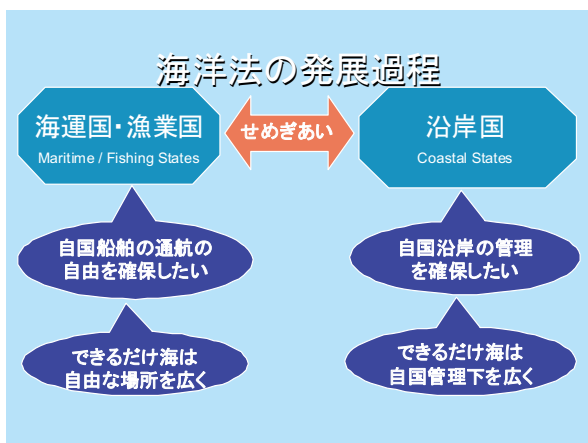 海洋法の発展過程
海運国・漁業国
Maritime / Fishing States
せめぎあい
沿岸国
Coastal States
自国船舶の通航の
自由を確保したい
自国沿岸の管理
を確保したい
できるだけ海は
自由な場所を広く
できるだけ海は
自国管理下を広く